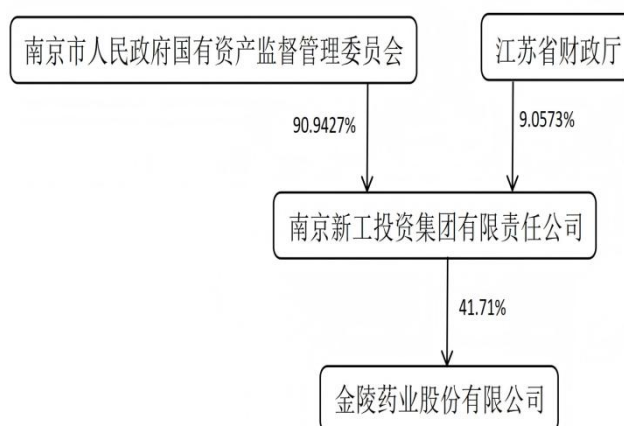 南京市人民政府国有资产监督管理委员会
江苏省财政厅
90.9427%
9.0573%
南京新工投资集团有限责任公司
41.71%
金陵药业股份有限公司